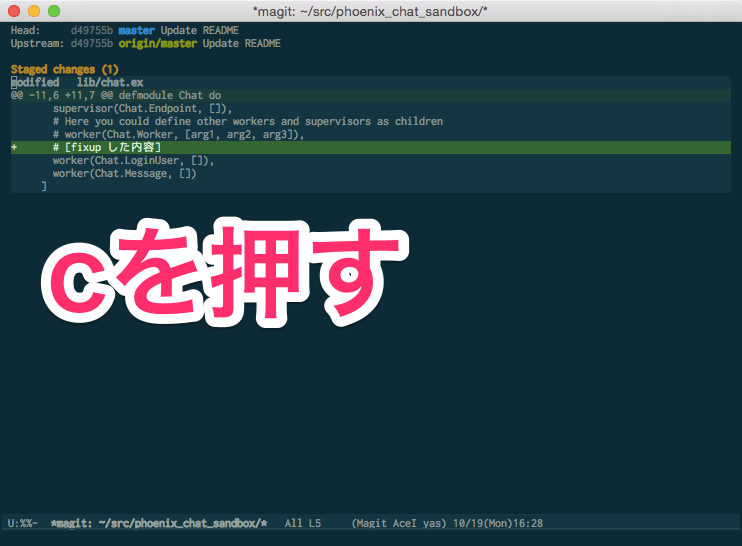 *magit: ~/src/phoenix_chat_sandbox/*
Head: d49755b master Update README
Upstream: d49755b origin/master Update README
Staged changes (1)
modified lib/chat.ex
@@ -11,6 +11,7 @@ defmodule Chat do
supervisor(Chat.Endpoint, []),
# Here you could define other workers and supervisors as children
# worker(Chat.Worker, [arg1, arg2, arg3]),
+ # [fixup した内容]
worker(Chat.LoginUser, []),
worker(Chat.Message, [])
]
cを押す
U:%%- *magit: ~/src/phoenix_chat_sandbox/* All L5 (Magit AceI yas) 10/19(Mon)16:28